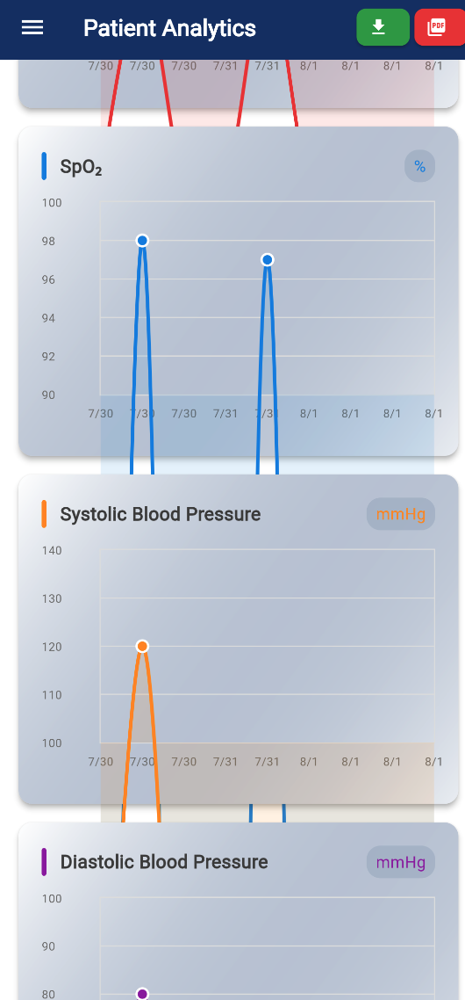 Patient Analytics
PDF
7/30 7/30 7/30 7/31 7/31 8/1 8/1 8/1 8/1
SpO₂
%
100
98
96
94
92
90
7/30 7/30 7/30 7/31 7/31 8/1 8/1 8/1 8/1
Systolic Blood Pressure
mmHg
140
130
120
110
100
7/30 7/30 7/30 7/31 7/31 8/1 8/1 8/1 8/1
Diastolic Blood Pressure
mmHg
100
90
80